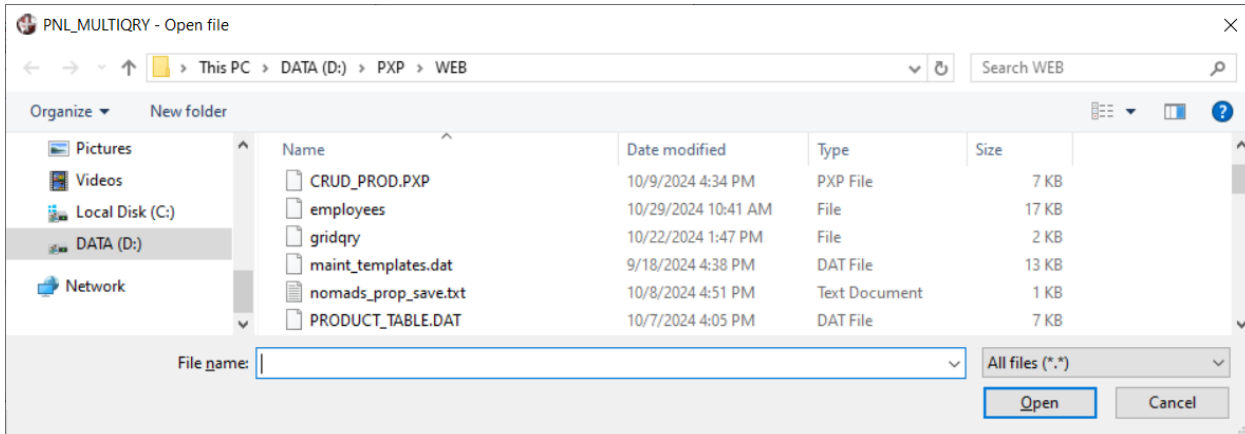 PNL_MULTIQRY - Open file
This PC > DATA (D:) > PXP > WEB
Search WEB
Organize New folder
?
Name Date modified Type Size
Pictures
CRUD_PROD.PXP 10/9/2024 4:34 PM PXP File 7 KB
Videos
employees 10/29/2024 10:41 AM File 17 KB
Local Disk (C:)
gridqry 10/22/2024 1:47 PM File 2 KB
DATA (D:)
maint_templates.dat 9/18/2024 4:38 PM DAT File 13 KB
Network
nomads_prop_save.txt 10/8/2024 4:51 PM Text Document 1 KB
PRODUCT_TABLE.DAT 10/7/2024 4:05 PM DAT File 7 KB
File name:
All files (*.*)
Open Cancel